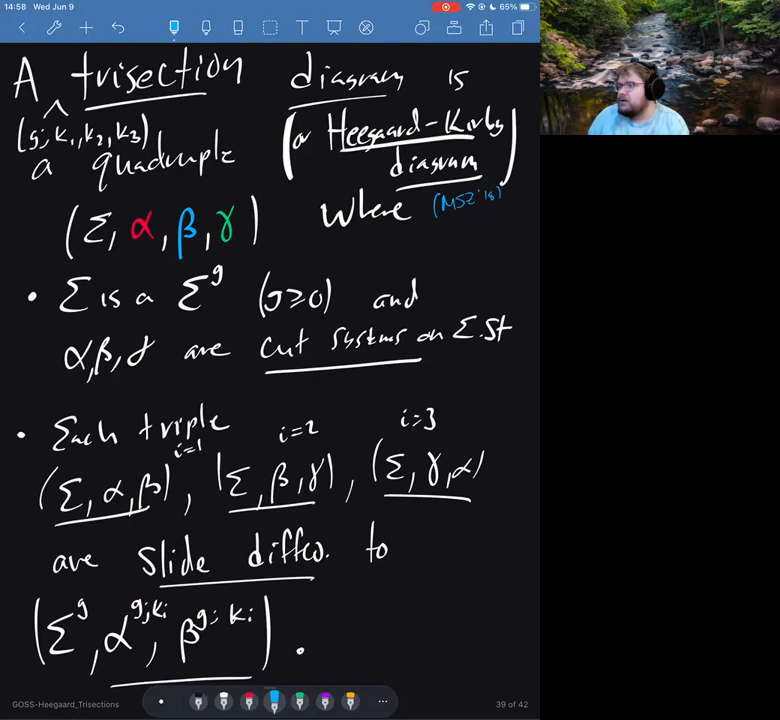 14:58 Wed Jun 9
65%
A trisection diagram is
(g; k₁, k₂, k₃)
(a Heegaard-Kirby diagram)
a quadruple
(Σ, α, β, γ) where (MSZ'16)
• Σ is a Σ^g (g≥0) and
α, β, γ are cut systems on Σ. St
• Each triple
i=1 i=2 i=3
(Σ, α, β), (Σ, β, γ), (Σ, γ, α)
are slide diffeo. to
(Σ^g, α^{g; k_i}, β^{g; k_i}).
GOSS-Heegaard_Trisections
39 of 42